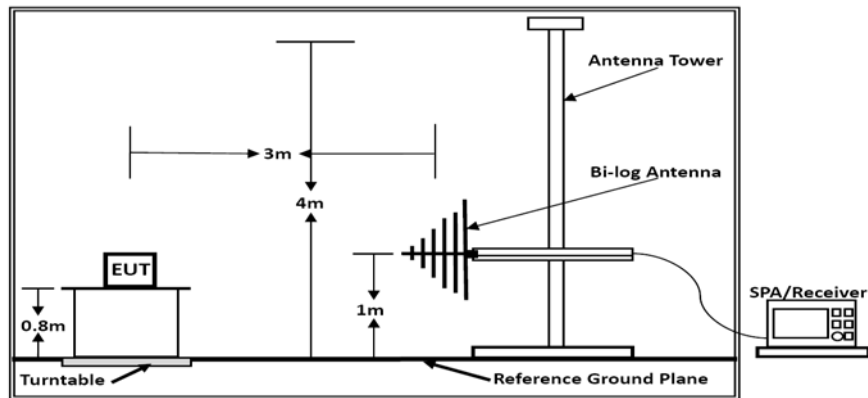 Antenna Tower
3m
Bi-log Antenna
4m
EUT
SPA/Receiver
0.8m
1m
Turntable
Reference Ground Plane